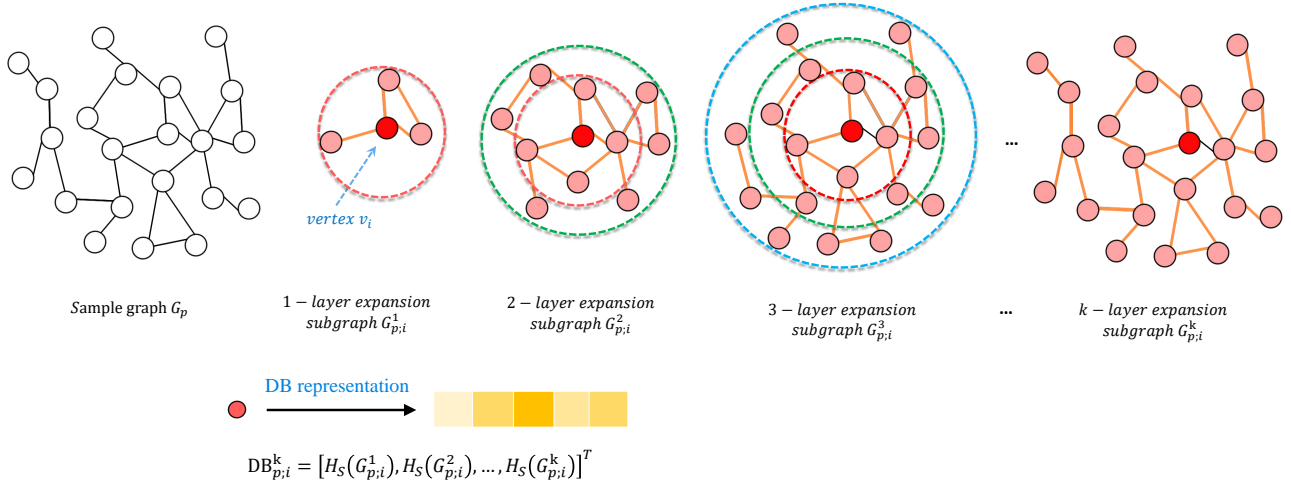 ...
vertex v_i
Sample graph G_p
1 − layer expansion
subgraph G^1_{p;i}
2 − layer expansion
subgraph G^2_{p;i}
3 − layer expansion
subgraph G^3_{p;i}
...
k − layer expansion
subgraph G^k_{p;i}
DB representation
DB^k_{p;i} = [H_S(G^1_{p;i}), H_S(G^2_{p;i}), … , H_S(G^k_{p;i})]^T